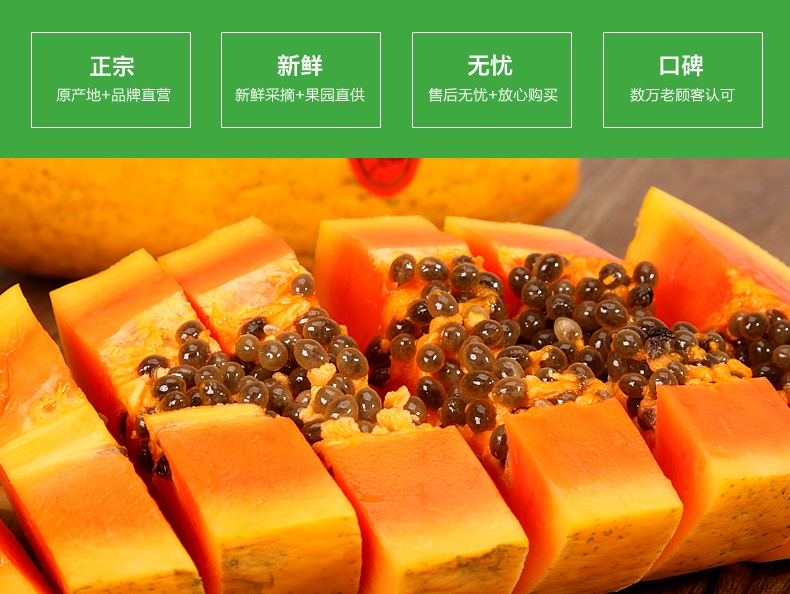 正宗
原产地+品牌直营
新鲜
新鲜采摘+果园直供
无忧
售后无忧+放心购买
口碑
数万老顾客认可